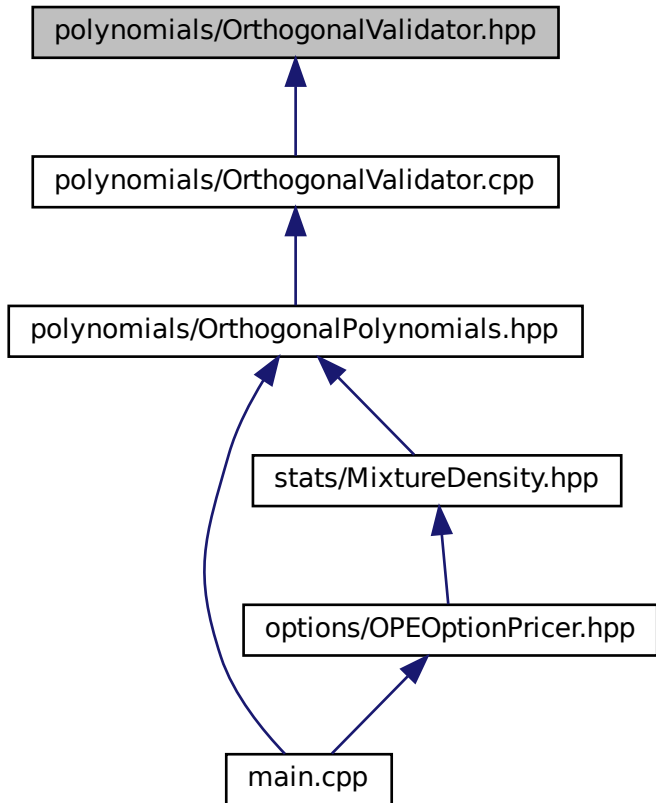 polynomials/OrthogonalValidator.hpp
polynomials/OrthogonalValidator.cpp
polynomials/OrthogonalPolynomials.hpp
stats/MixtureDensity.hpp
options/OPEOptionPricer.hpp
main.cpp